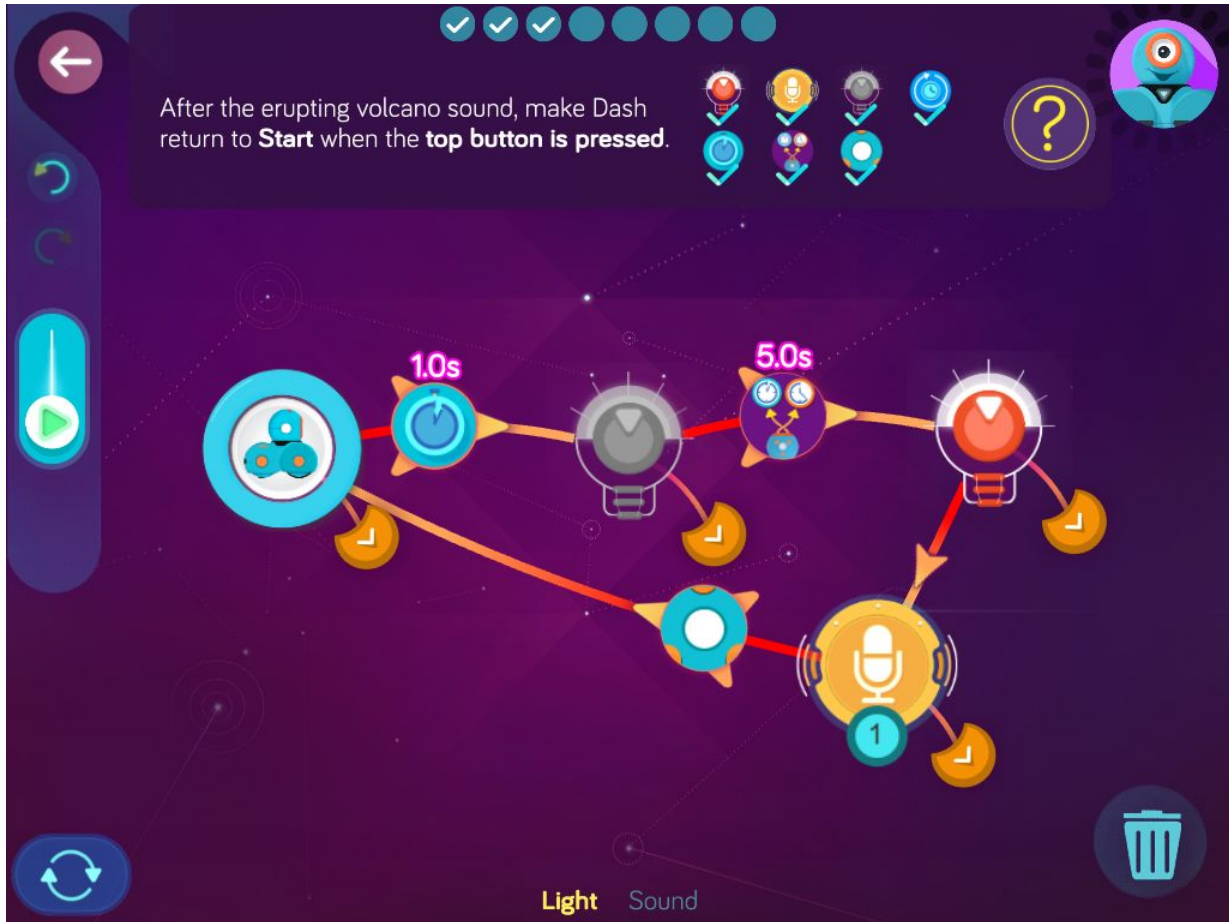 After the erupting volcano sound, make Dash
return to Start when the top button is pressed.
?
1.0s
5.0s
1
Light Sound